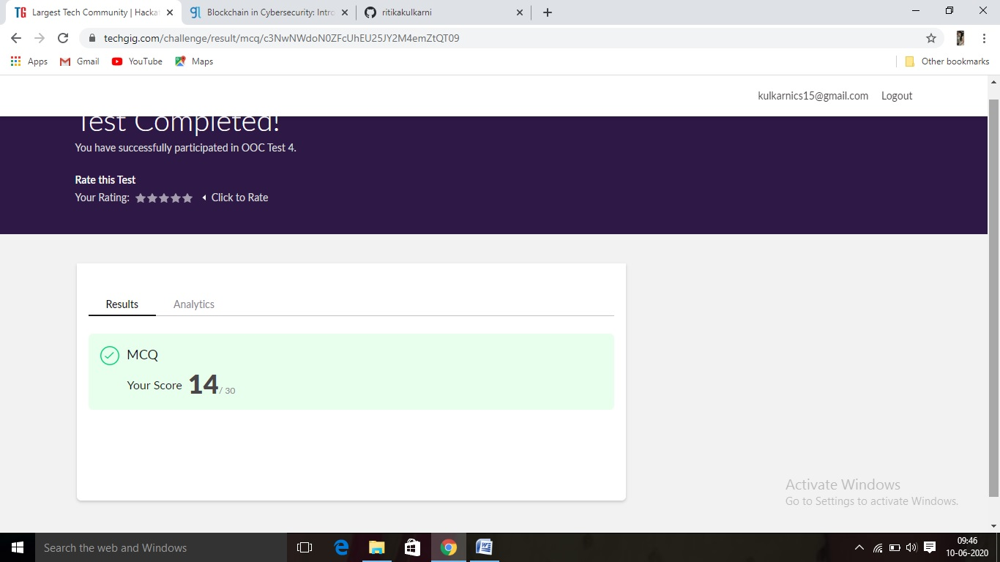 TG Largest Tech Community | Hacka
gl Blockchain in Cybersecurity: Intro
ritikakulkarni
techgig.com/challenge/result/mcq/c3NwNWdoN0ZFcUhEU25JY2M4emZtQT09
Apps Gmail YouTube Maps Other bookmarks
kulkarnics15@gmail.com Logout
Test Completed!
You have successfully participated in OOC Test 4.
Rate this Test
Your Rating: Click to Rate
Results Analytics
MCQ
Your Score 14 / 30
Activate Windows
Go to Settings to activate Windows.
Search the web and Windows
09:46
10-06-2020